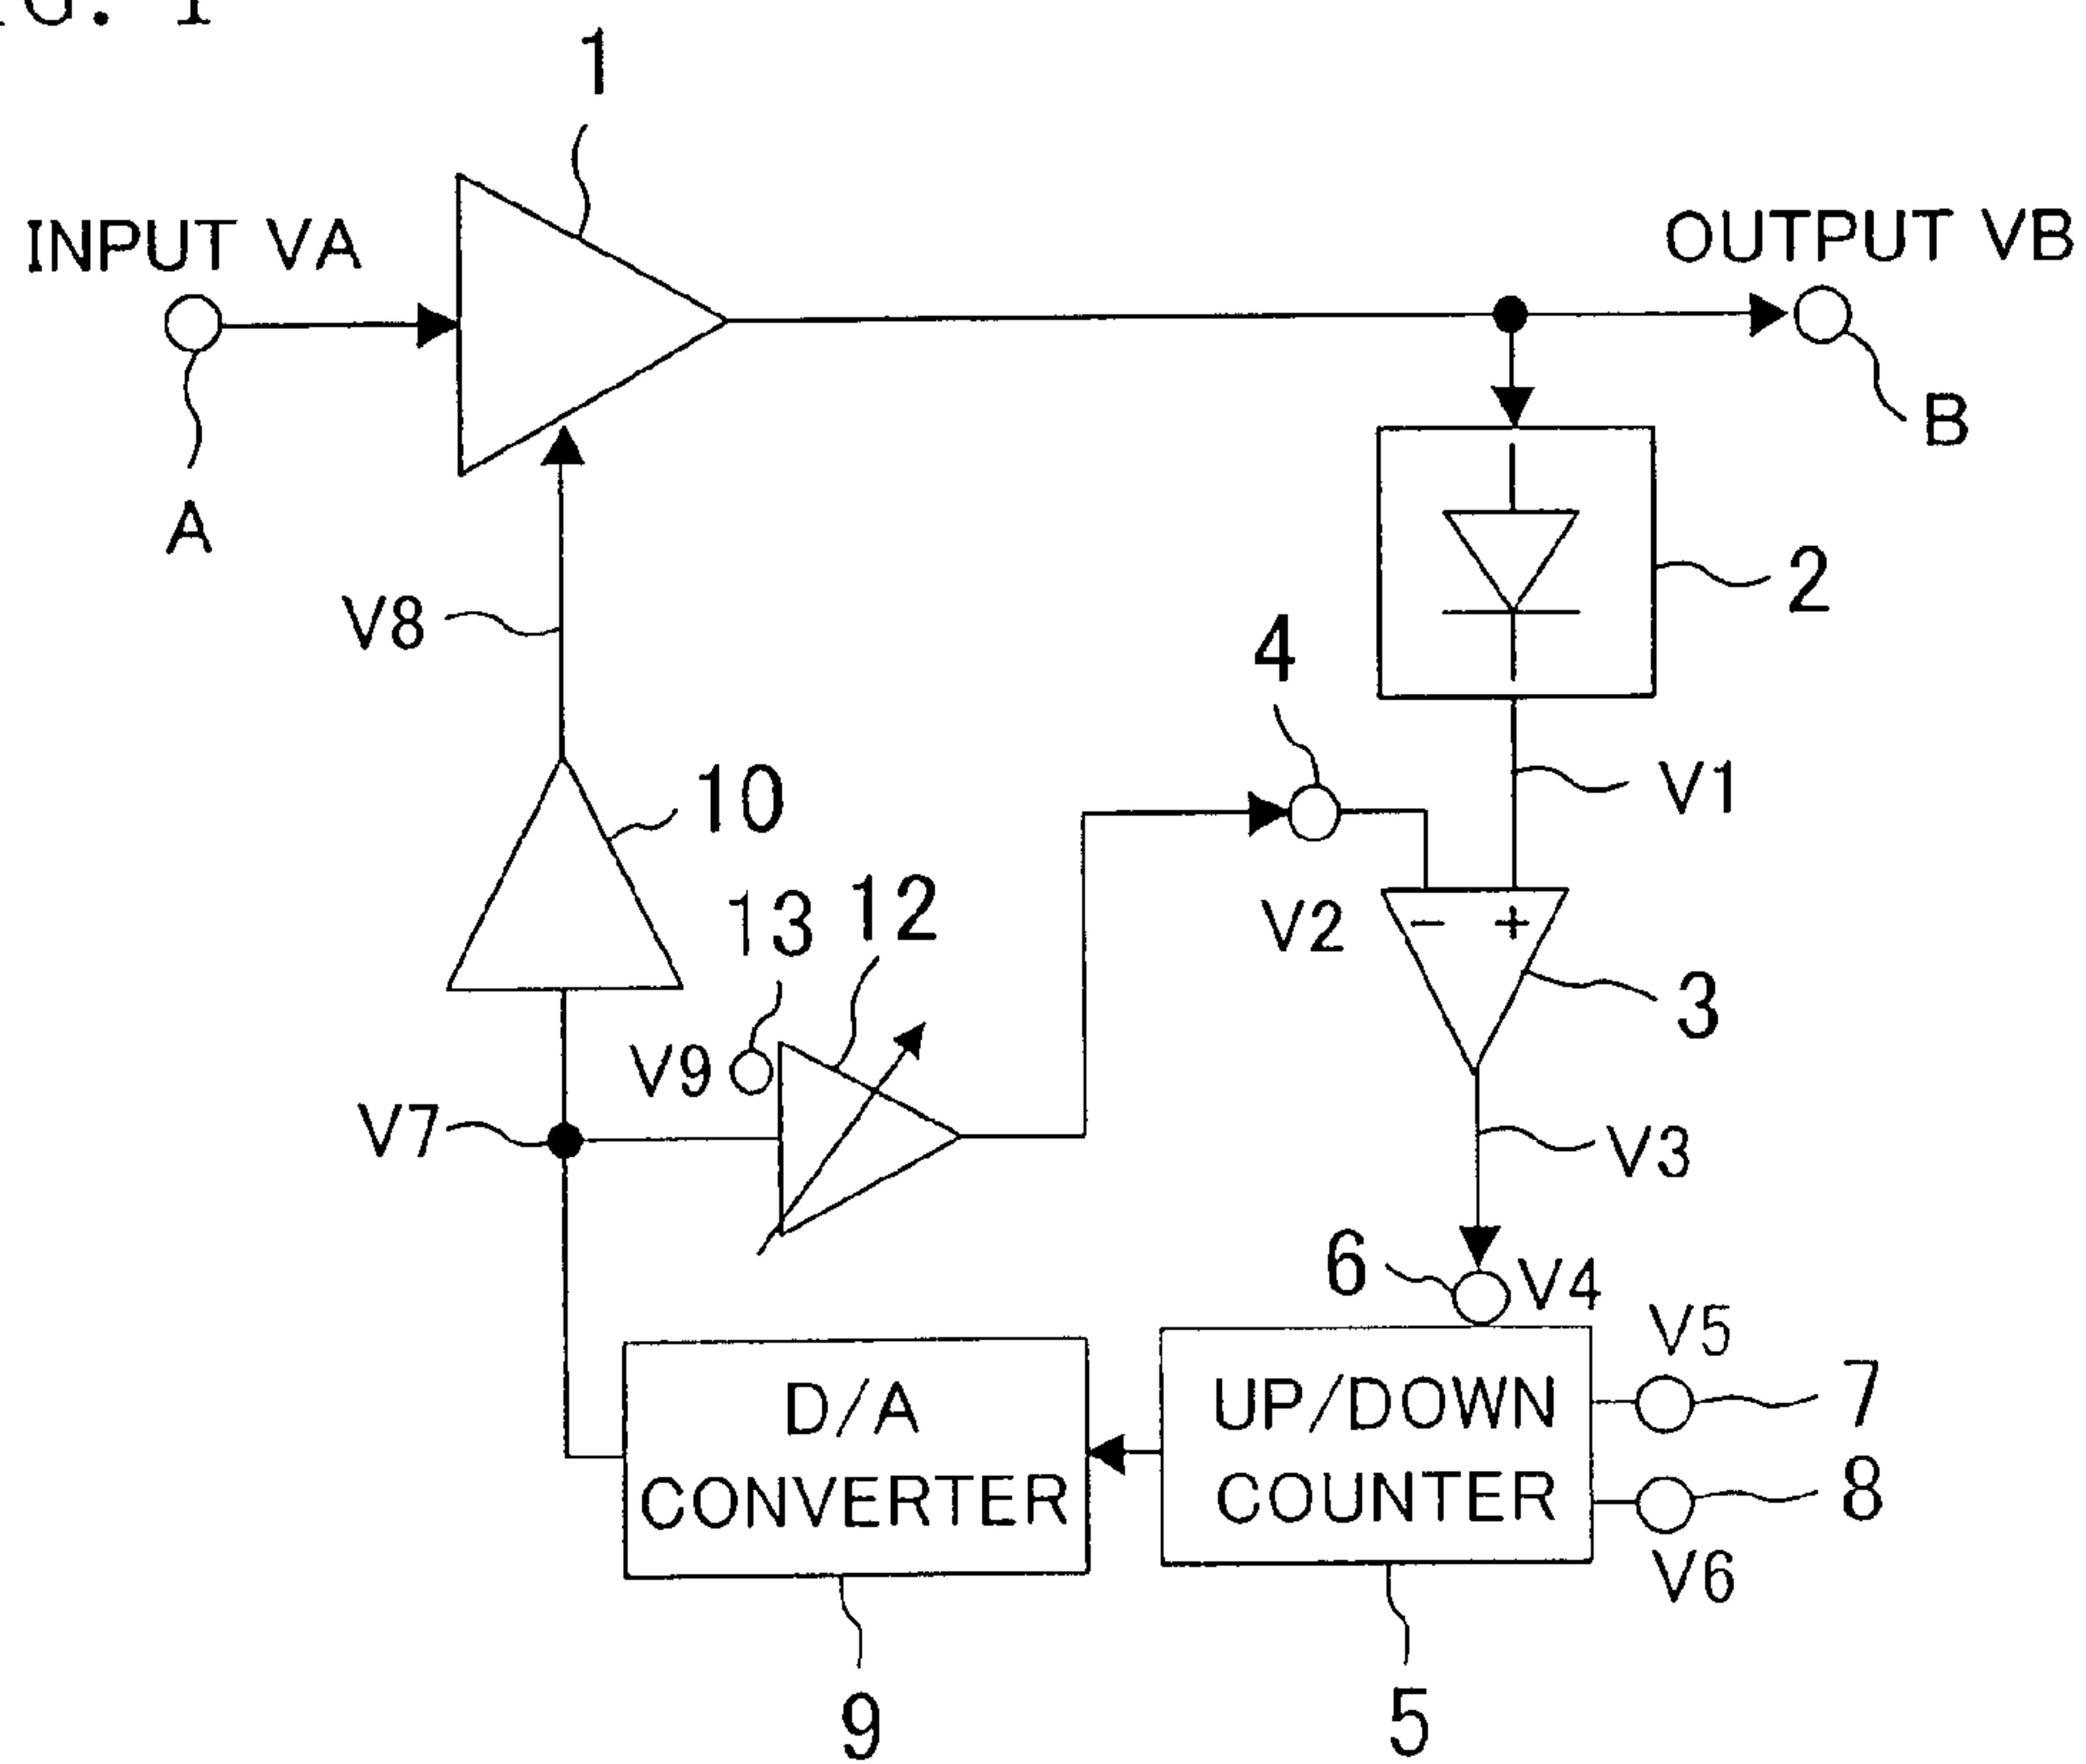 G. 1
1
INPUT VA
OUTPUT VB
A
B
2
V8
4
V1
10
13
12
V2
3
V9
V7
V3
6
V4
V5
D/A
CONVERTER
UP/DOWN
COUNTER
7
8
V6
9
5